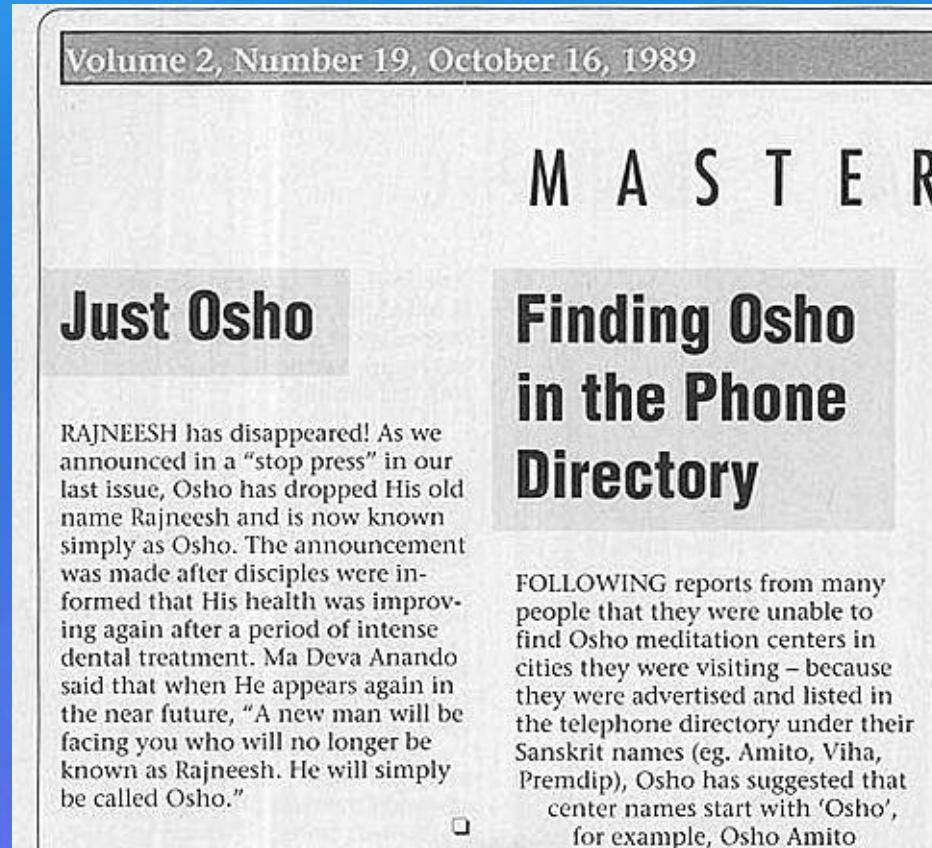 Volume 2, Number 19, October 16, 1989
MASTER
Just Osho
RAJNEESH has disappeared! As we
announced in a “stop press” in our
last issue, Osho has dropped His old
name Rajneesh and is now known
simply as Osho. The announcement
was made after disciples were in-
formed that His health was improv-
ing again after a period of intense
dental treatment. Ma Deva Anando
said that when He appears again in
the near future, “A new man will be
facing you who will no longer be
known as Rajneesh. He will simply
be called Osho.”
Finding Osho
in the Phone
Directory
FOLLOWING reports from many
people that they were unable to
find Osho meditation centers in
cities they were visiting – because
they were advertised and listed in
the telephone directory under their
Sanskrit names (eg. Amito, Viha,
Premdip), Osho has suggested that
center names start with ‘Osho’,
for example, Osho Amito